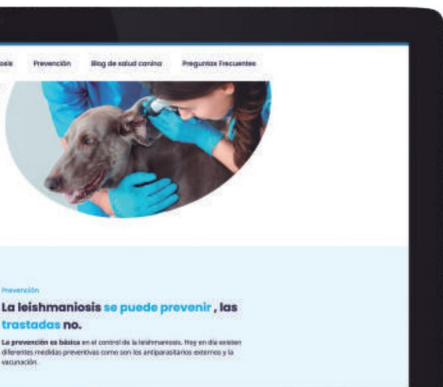 osis Prevención Blog de salud canina Preguntas Frecuentes
Prevención
La leishmaniosis se puede prevenir , las
trastadas no.
La prevención es básica en el control de la leishmaniosis. Hoy en día existen
diferentes medidas preventivas como son los antiparasitarios externos y la
vacunación.